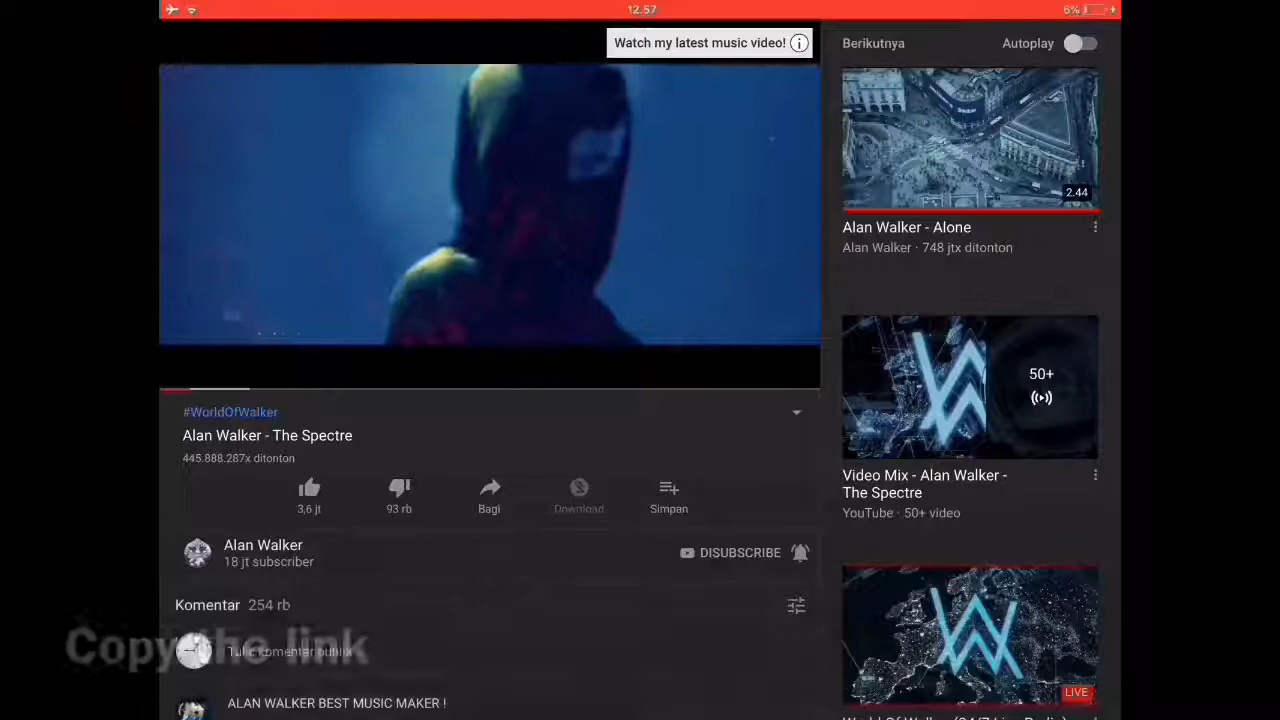 12.57
6%
Watch my latest music video!
Berikutnya
Autoplay
2.44
Alan Walker - Alone
Alan Walker · 748 jtx ditonton
50+
Video Mix - Alan Walker -
The Spectre
YouTube · 50+ video
LIVE
#WorldOfWalker
Alan Walker - The Spectre
445.888.287x ditonton
3,6 jt
93 rb
Bagi
Download
Simpan
Alan Walker
18 jt subscriber
DISUBSCRIBE
Komentar 254 rb
Copy the link
Tulis komentar publik
ALAN WALKER BEST MUSIC MAKER !